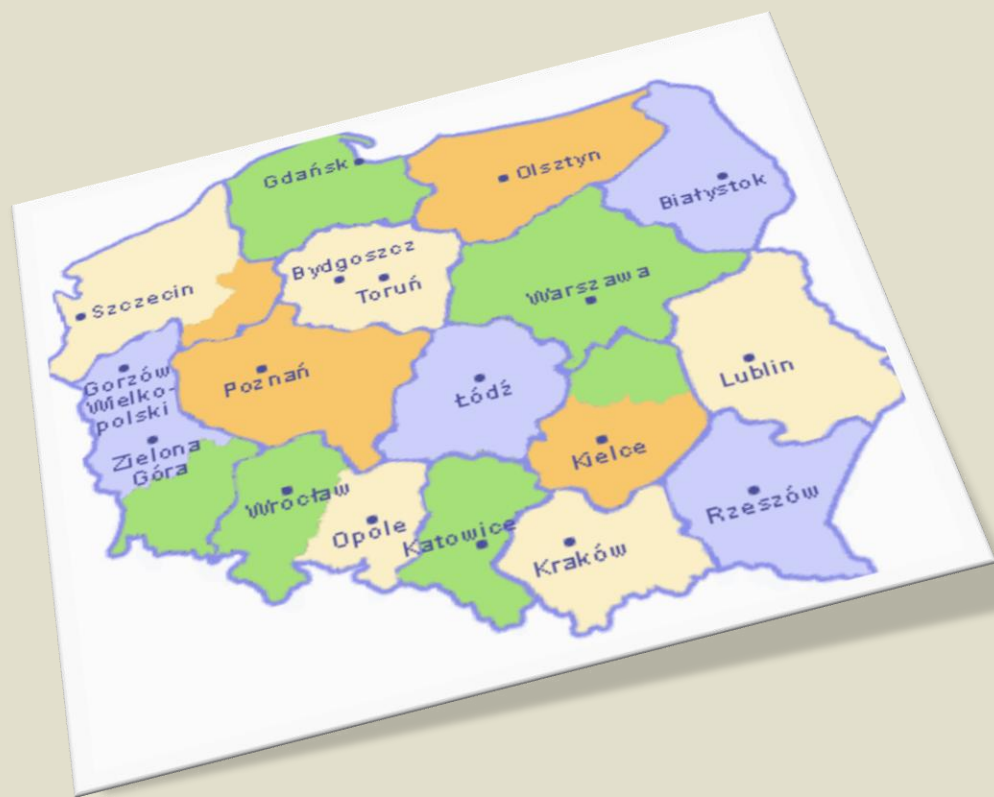 Gdańsk
Olsztyn
Białystok
Bydgoszcz
Toruń
Szczecin
Warszawa
Gorzów
Wielko-
polski
Poznań
Łódź
Lublin
Zielona
Góra
Kielce
Wrocław
Opole
Katowice
Kraków
Rzeszów